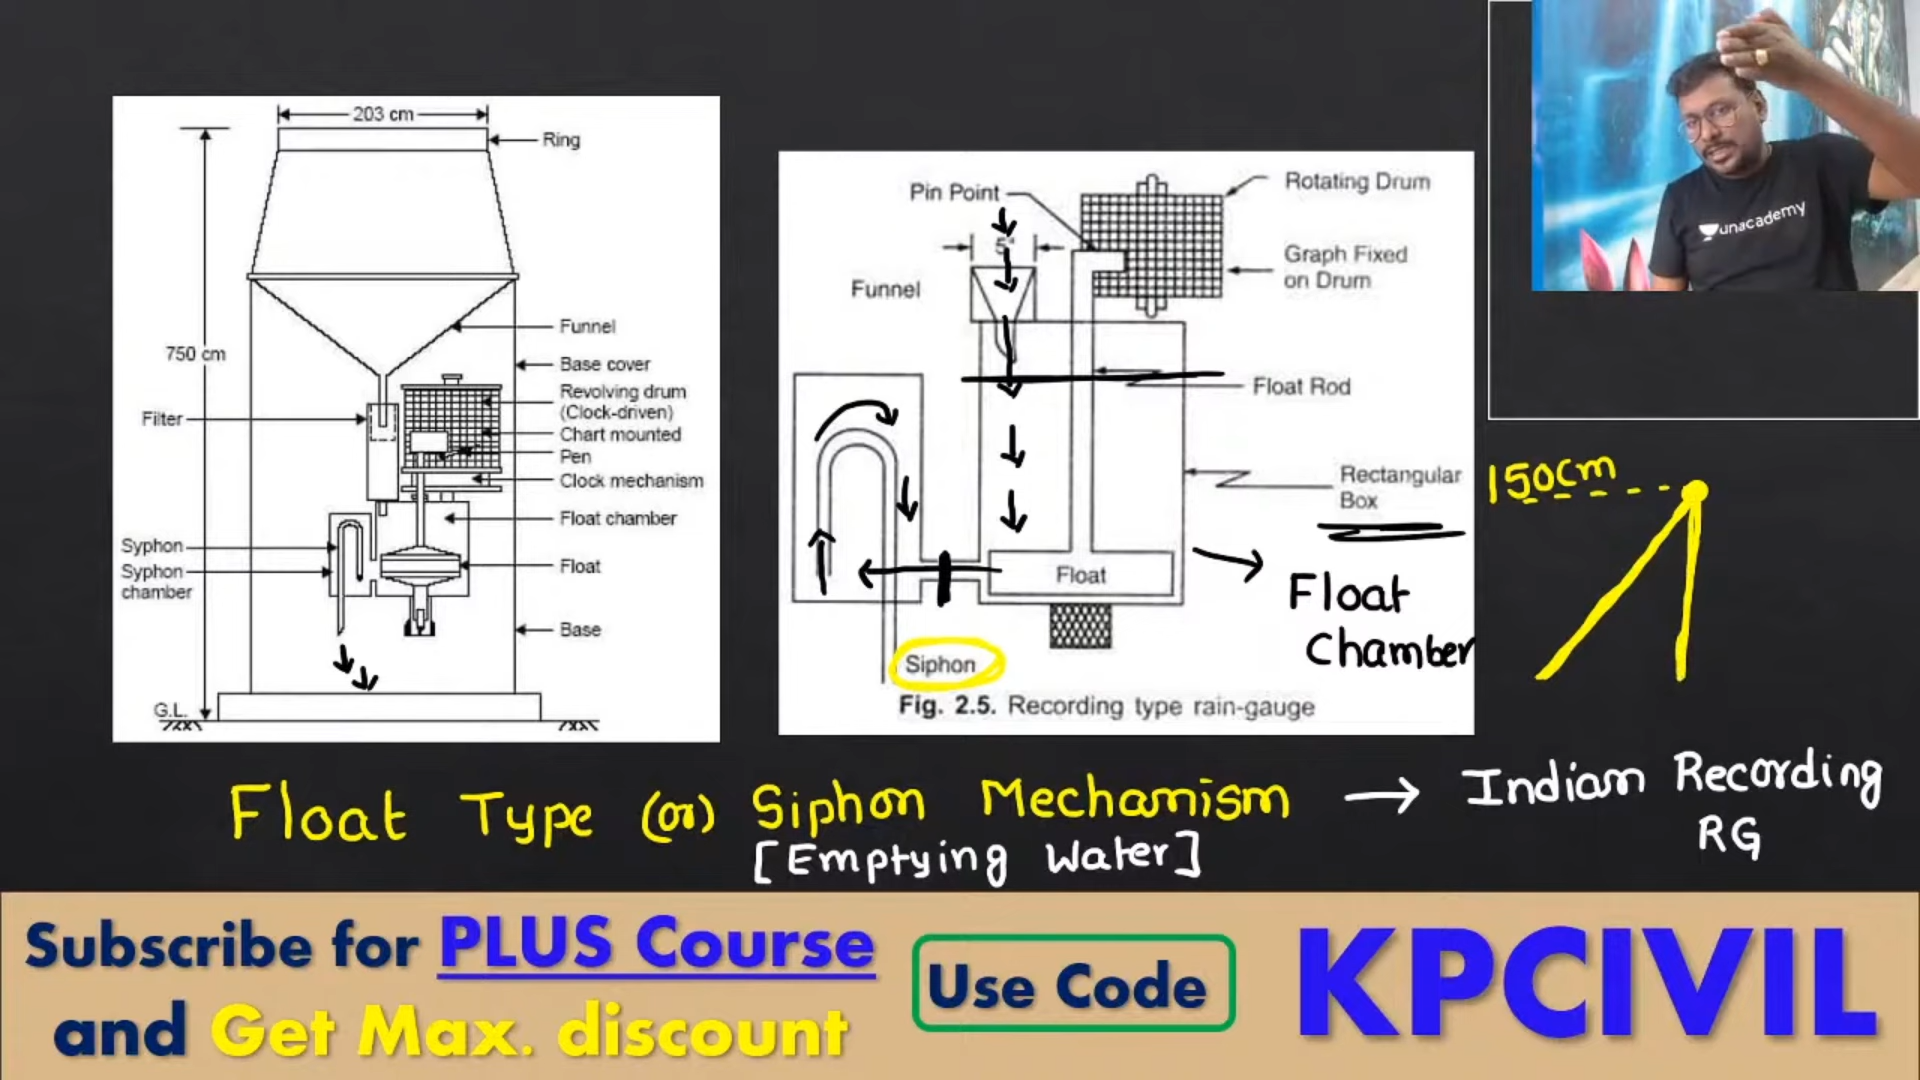 203 cm
Ring
750 cm
Funnel
Base cover
Revolving drum
(Clock-driven)
Filter
Chart mounted
Pen
Clock mechanism
Float chamber
Syphon
Syphon
chamber
Float
Base
G.L.
Pin Point
Rotating Drum
5"
Graph Fixed
on Drum
Funnel
Float Rod
Rectangular
Box
Float
Siphon
Fig. 2.5. Recording type rain-gauge
Float
Chamber
unacademy
150cm
Float Type (or) Siphon Mechanism → Indian Recording
RG
[Emptying Water]
Subscribe for PLUS Course
and Get Max. discount
Use Code
KPCIVIL